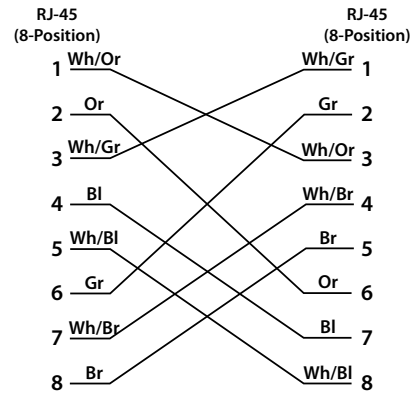 RJ-45 RJ-45
(8-Position) (8-Position)
1 Wh/Or Wh/Gr 1
2 Or Gr 2
3 Wh/Gr Wh/Or 3
4 Bl Wh/Br 4
5 Wh/Bl Br 5
6 Gr Or 6
7 Wh/Br Bl 7
8 Br Wh/Bl 8